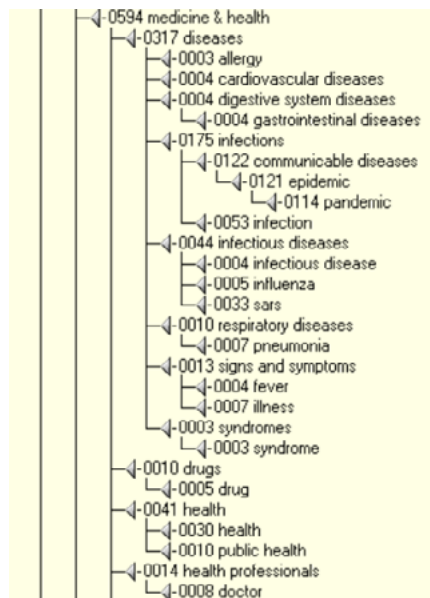 0594 medicine & health
0317 diseases
0003 allergy
0004 cardiovascular diseases
0004 digestive system diseases
0004 gastrointestinal diseases
0175 infections
0122 communicable diseases
0121 epidemic
0114 pandemic
0053 infection
0044 infectious diseases
0004 infectious disease
0005 influenza
0033 sars
0010 respiratory diseases
0007 pneumonia
0013 signs and symptoms
0004 fever
0007 illness
0003 syndromes
0003 syndrome
0010 drugs
0005 drug
0041 health
0030 health
0010 public health
0014 health professionals
0008 doctor